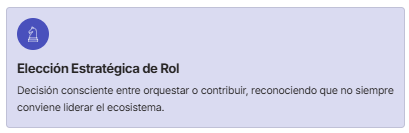 Elección Estratégica de Rol
Decisión consciente entre orquestar o contribuir, reconociendo que no siempre
conviene liderar el ecosistema.